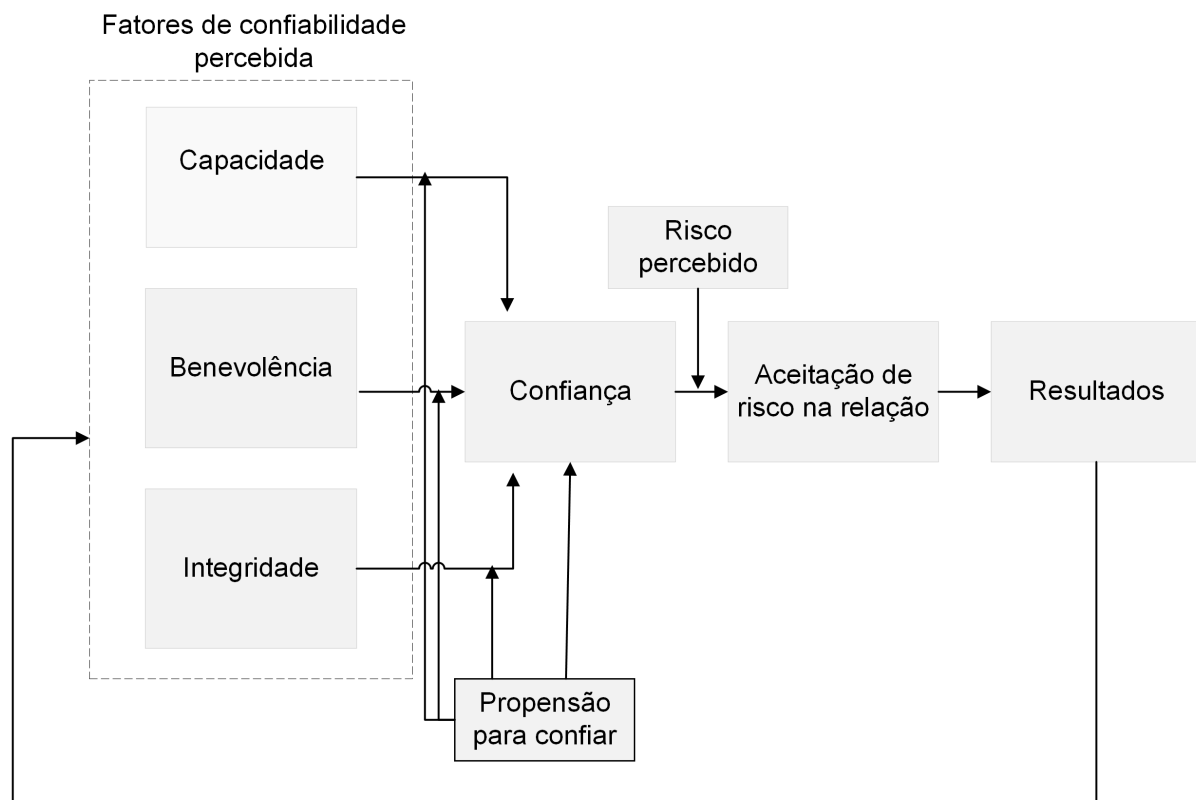 Fatores de confiabilidade
percebida
Capacidade
Risco
percebido
Benevolência
Confiança
Aceitação de
risco na relação
Resultados
Integridade
Propensão
para confiar